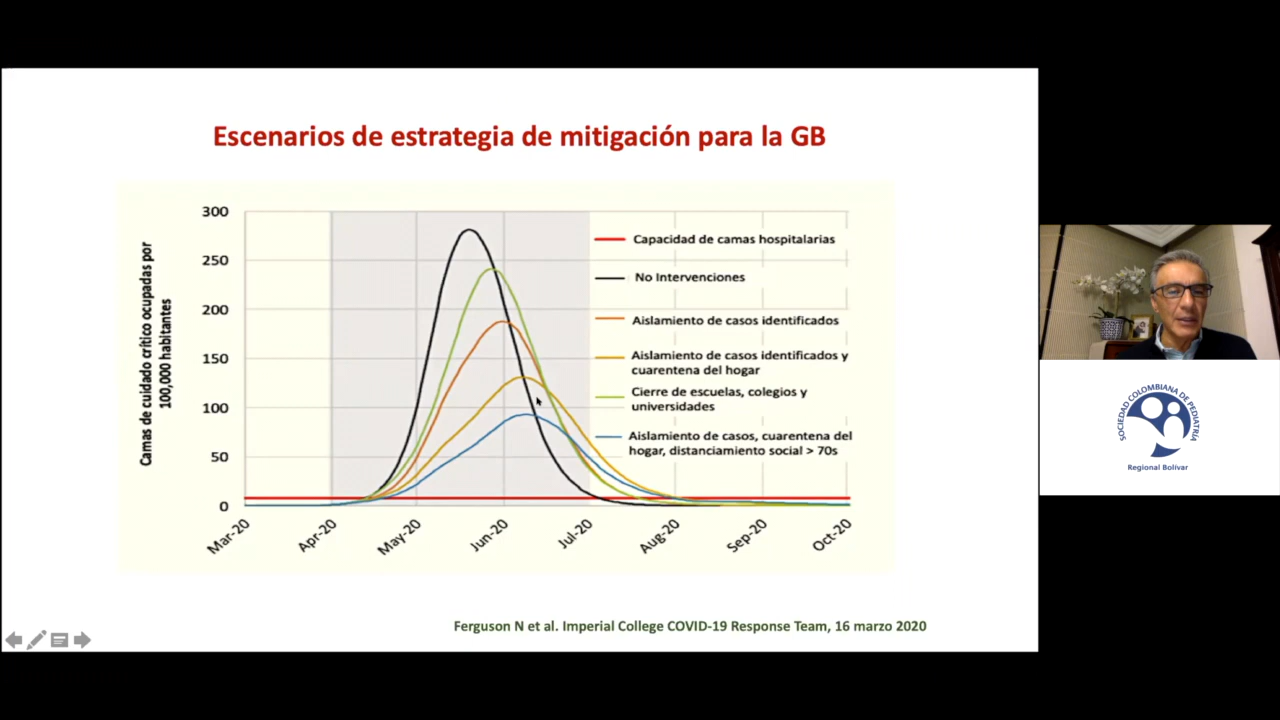 Escenarios de estrategia de mitigación para la GB
Camas de cuidado crítico ocupadas por
100,000 habitantes
300
250
200
150
100
50
0
Mar-20
Apr-20
May-20
Jun-20
Jul-20
Aug-20
Sep-20
Oct-20
Capacidad de camas hospitalarias
No Intervenciones
Aislamiento de casos identificados
Aislamiento de casos identificados y
cuarentena del hogar
Cierre de escuelas, colegios y
universidades
Aislamiento de casos, cuarentena del
hogar, distanciamiento social > 70s
Ferguson N et al. Imperial College COVID-19 Response Team, 16 marzo 2020
SOCIEDAD COLOMBIANA DE PEDIATRÍA
Regional Bolívar